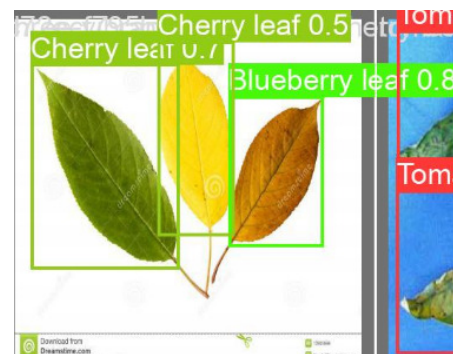 Cherry leaf 0.5
Cherry leaf 0.7
Blueberry leaf 0.8
Tom
Tom
Download from
Dreamstime.com